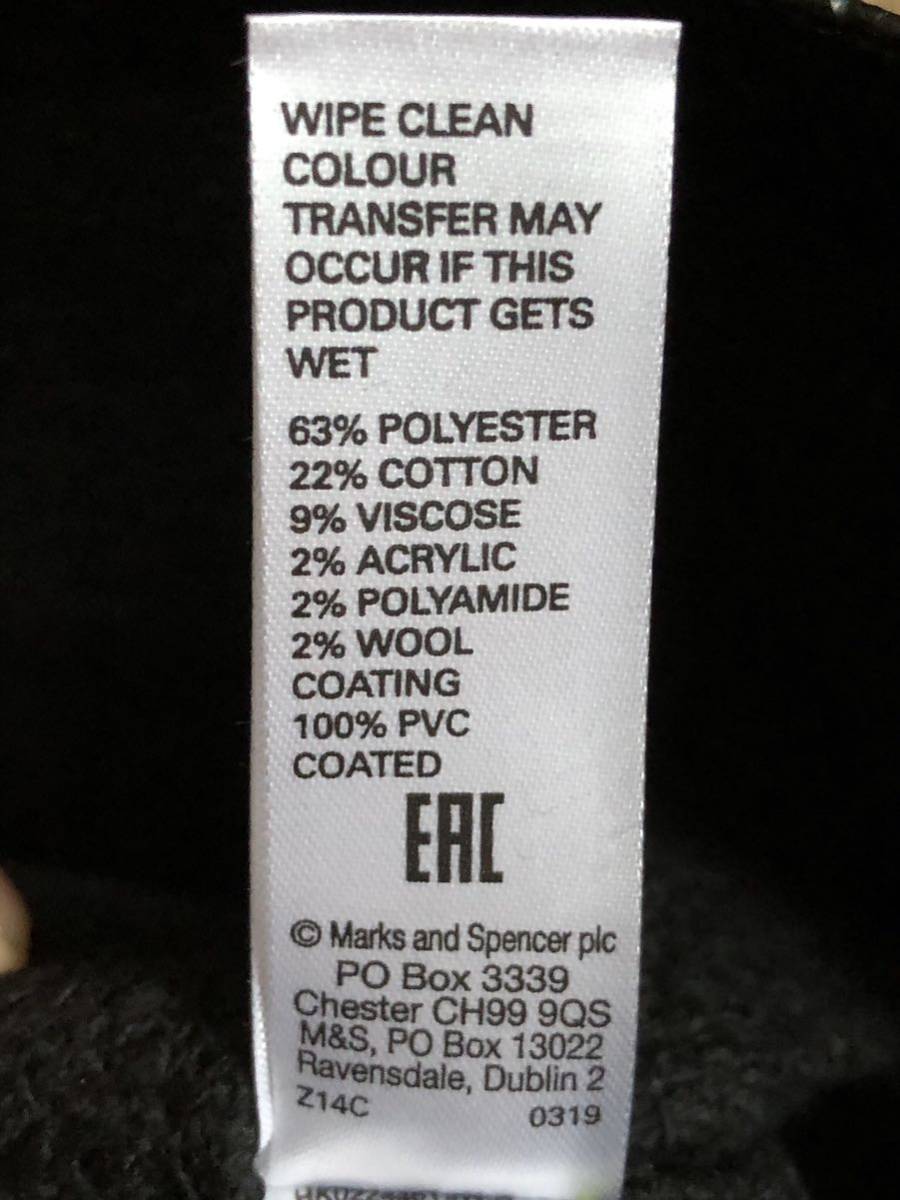 WIPE CLEAN
COLOUR
TRANSFER MAY
OCCUR IF THIS
PRODUCT GETS
WET
63% POLYESTER
22% COTTON
9% VISCOSE
2% ACRYLIC
2% POLYAMIDE
2% WOOL
COATING
100% PVC
COATED
EAC
© Marks and Spencer plc
PO Box 3339
Chester CH99 9QS
M&S, PO Box 13022
Ravensdale, Dublin 2
Z14C 0319